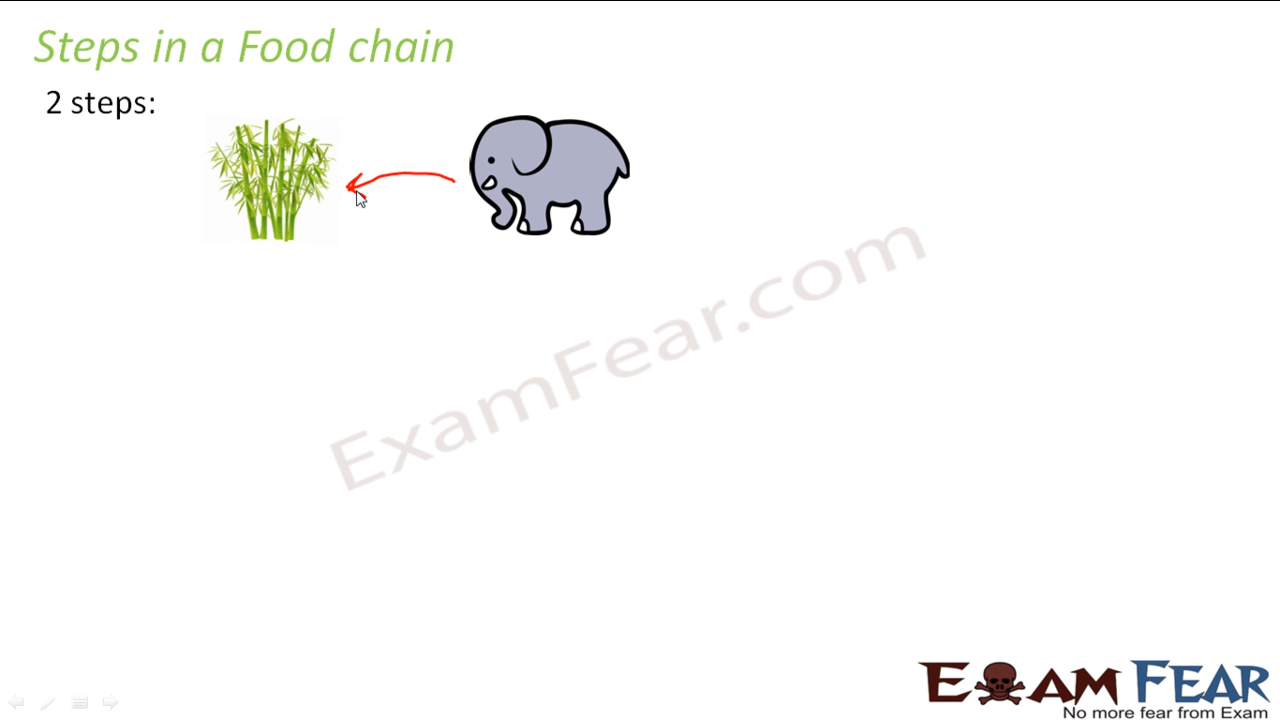 Steps in a Food chain
2 steps:
ExamFear.com
EXAM FEAR
No more fear from Exam